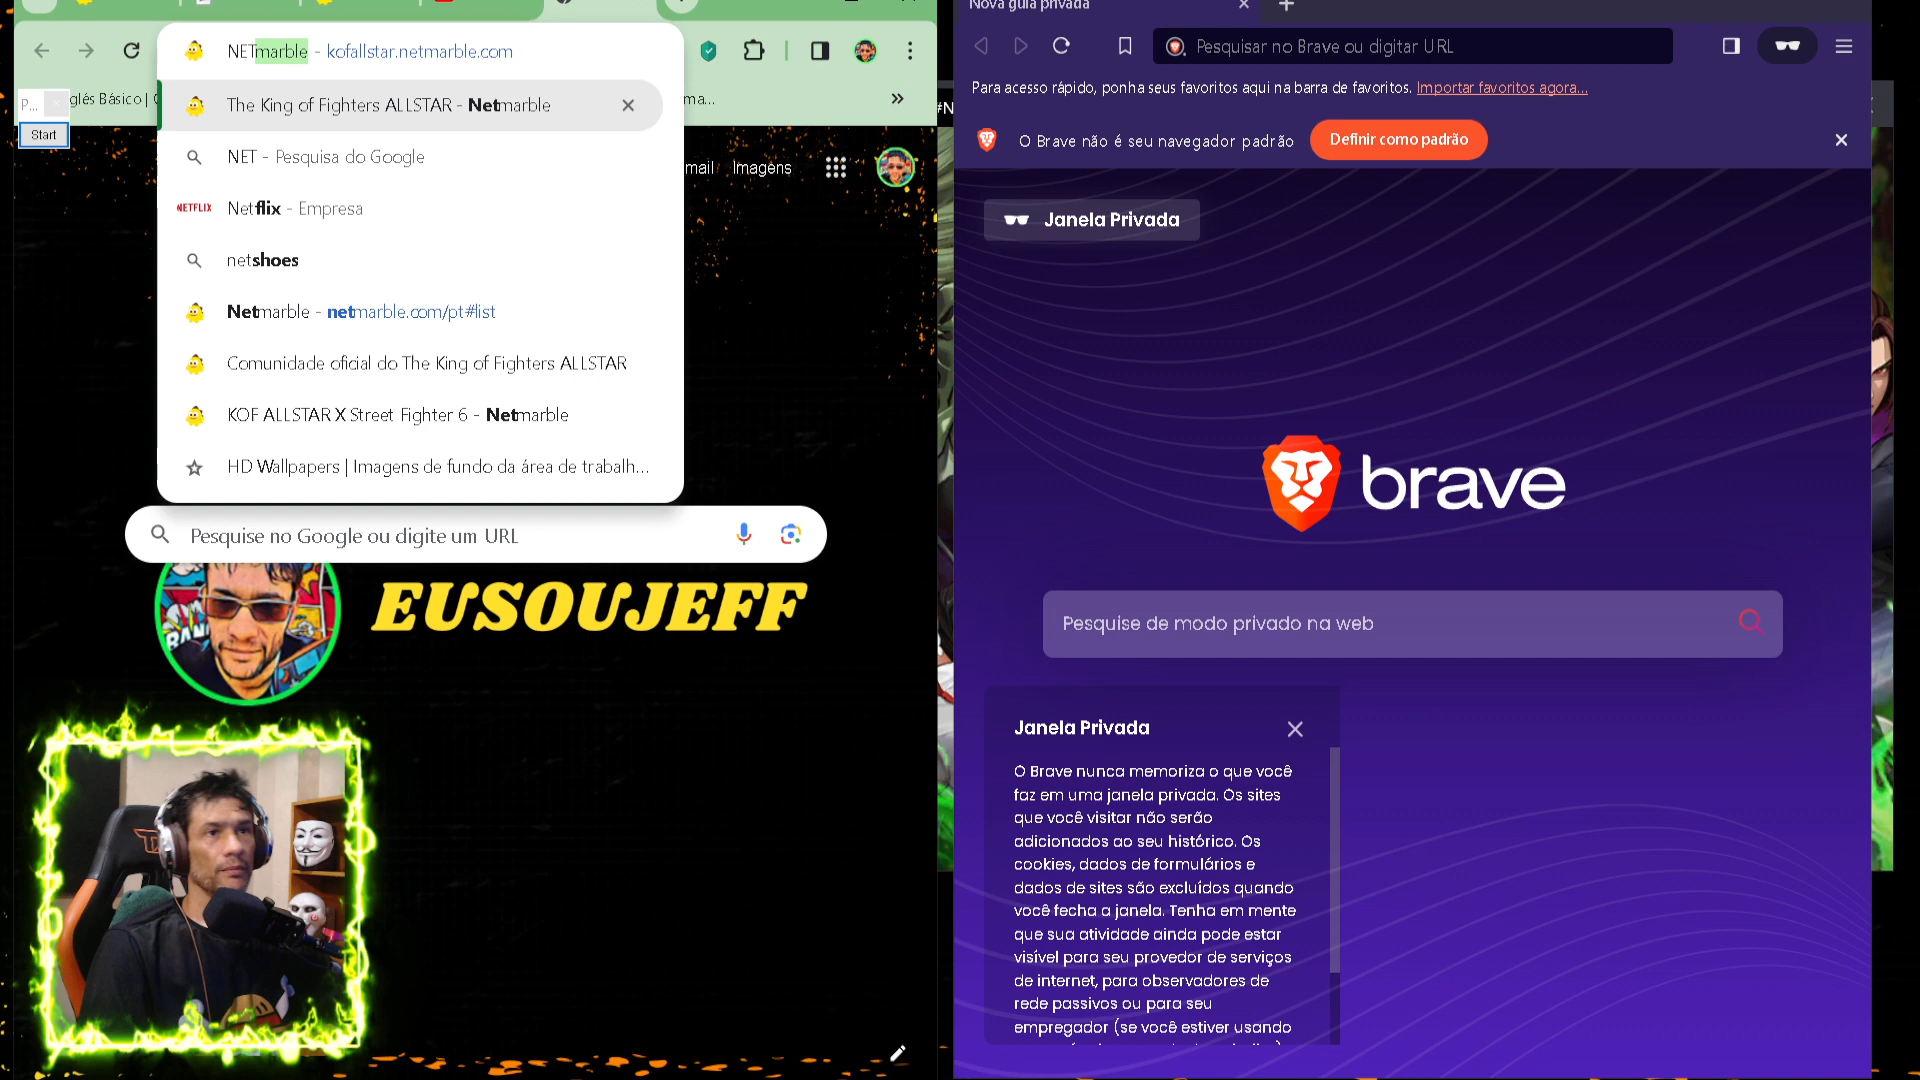 NETmarble - kofallstar.netmarble.com
The King of Fighters ALLSTAR - Netmarble
NET - Pesquisa do Google
NETFLIX
Netflix - Empresa
netshoes
Netmarble - netmarble.com/pt#list
Comunidade oficial do The King of Fighters ALLSTAR
KOF ALLSTAR X Street Fighter 6 - Netmarble
HD Wallpapers | Imagens de fundo da área de trabalh...
P...
glés Básico |
Start
ma...
mail
Imagens
Pesquise no Google ou digite um URL
EUSOUJEFF
#N
Nova guia privada
Pesquisar no Brave ou digitar URL
Para acesso rápido, ponha seus favoritos aqui na barra de favoritos. Importar favoritos agora...
O Brave não é seu navegador padrão
Definir como padrão
Janela Privada
brave
Pesquise de modo privado na web
Janela Privada
O Brave nunca memoriza o que você
faz em uma janela privada. Os sites
que você visitar não serão
adicionados ao seu histórico. Os
cookies, dados de formulários e
dados de sites são excluídos quando
você fecha a janela. Tenha em mente
que sua atividade ainda pode estar
visível para seu provedor de serviços
de internet, para observadores de
rede passivos ou para seu
empregador (se você estiver usando